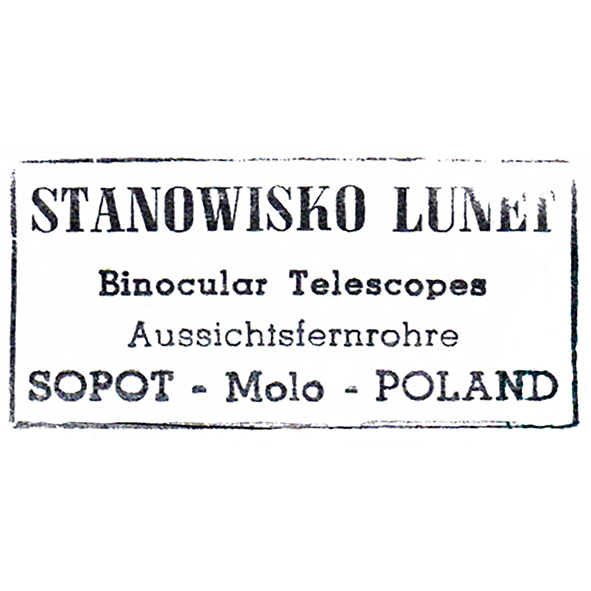 STANOWISKO LUNET
Binocular Telescopes
Aussichtsfernrohre
SOPOT - Molo - POLAND